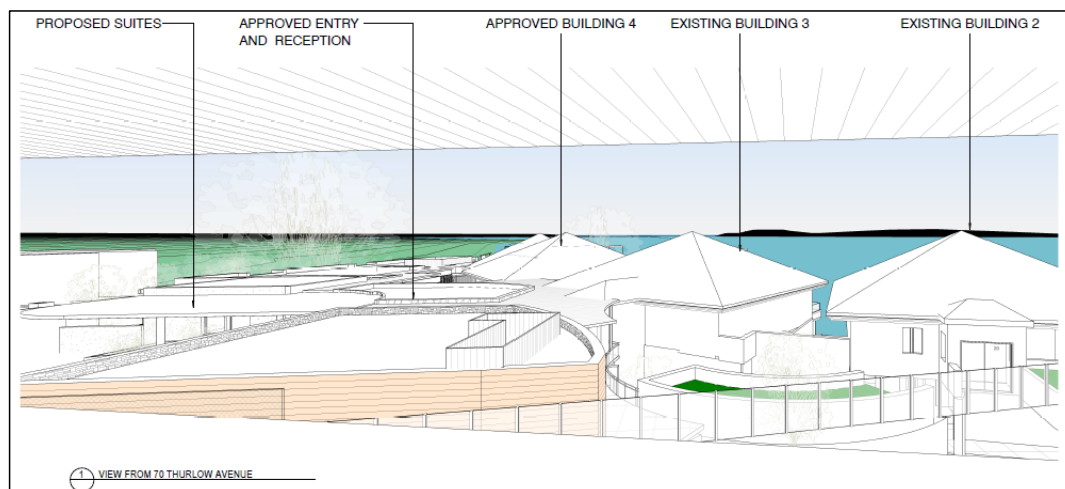 PROPOSED SUITES
APPROVED ENTRY
AND RECEPTION
APPROVED BUILDING 4
EXISTING BUILDING 3
EXISTING BUILDING 2
1
VIEW FROM 70 THURLOW AVENUE